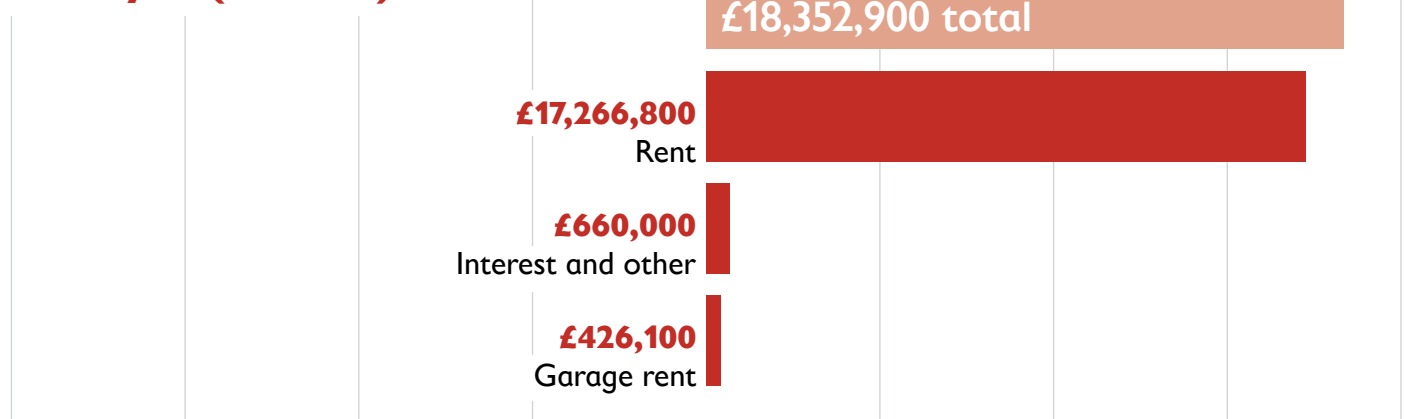 £18,352,900 total
£17,266,800
Rent
£660,000
Interest and other
£426,100
Garage rent